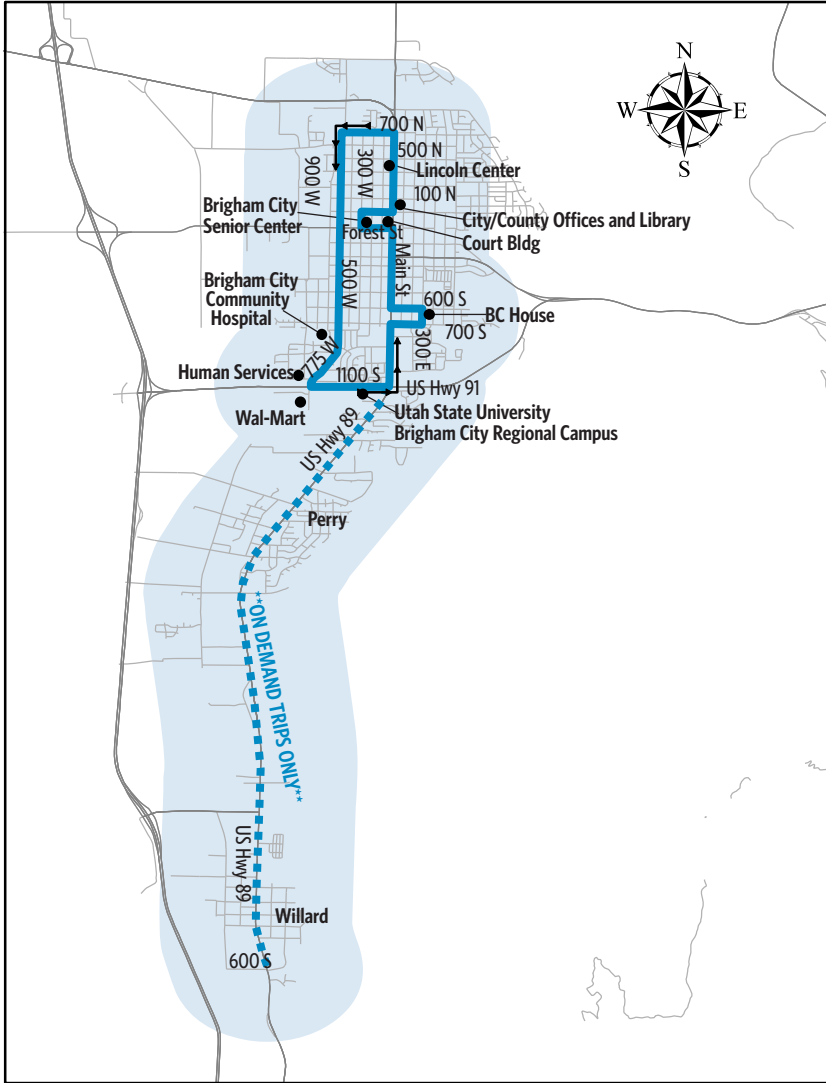 N
W
E
S
700 N
500 N
Lincoln Center
900 W
300 W
100 N
Brigham City
Senior Center
City/County Offices and Library
Forest St
Court Bldg
Main St
500 W
Brigham City
Community
Hospital
600 S
BC House
700 S
300 E
775 W
Human Services
1100 S
US Hwy 91
Wal-Mart
Utah State University
Brigham City Regional Campus
US Hwy 89
Perry
**ON DEMAND TRIPS ONLY**
US Hwy 89
Willard
600 S